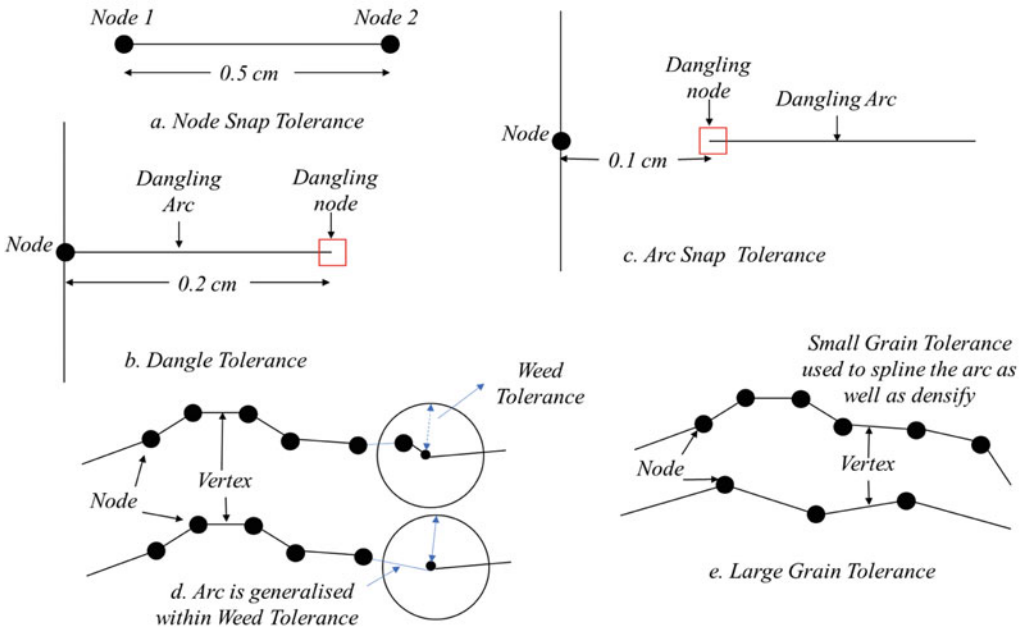 Node 1
Node 2
0.5 cm
a. Node Snap Tolerance
Dangling
Arc
Dangling
node
Node
0.2 cm
b. Dangle Tolerance
Dangling
node
Dangling Arc
Node
0.1 cm
c. Arc Snap Tolerance
Weed
Tolerance
Node
Vertex
d. Arc is generalised
within Weed Tolerance
Small Grain Tolerance
used to spline the arc as
well as densify
Node
Vertex
e. Large Grain Tolerance